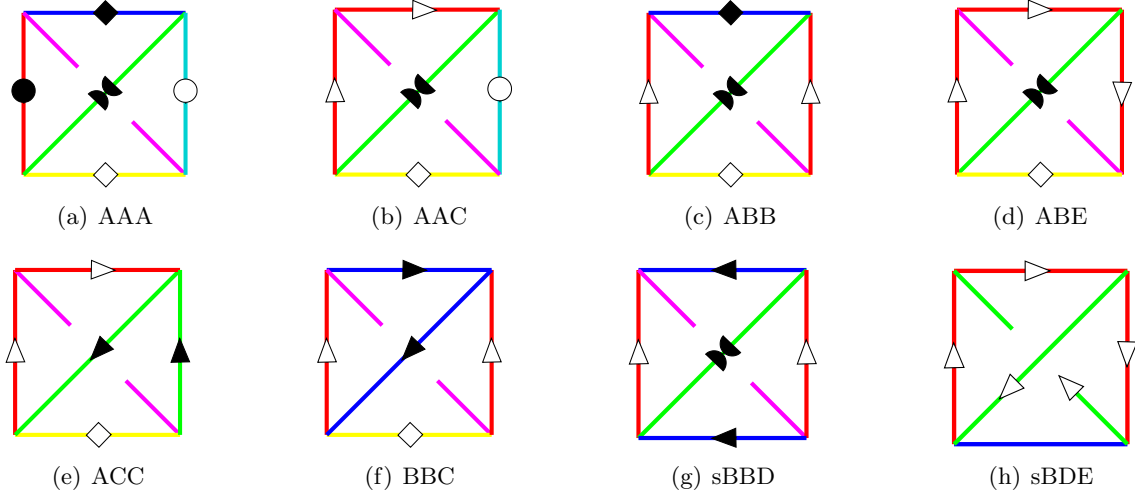 (a) AAA
(b) AAC
(c) ABB
(d) ABE
(e) ACC
(f) BBC
(g) sBBD
(h) sBDE